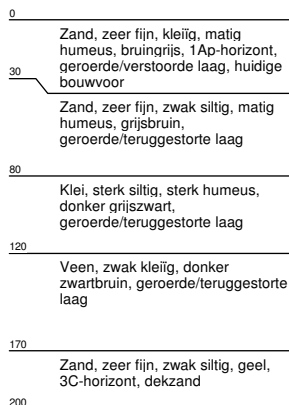 0
Zand, zeer fijn, kleiïg, matig
humeus, bruingrijs, 1Ap-horizont,
geroerde/verstoorde laag, huidige
bouwvoor
30
Zand, zeer fijn, zwak siltig, matig
humeus, grijsbruin,
geroerde/teruggestorte laag
80
Klei, sterk siltig, sterk humeus,
donker grijszwart,
geroerde/teruggestorte laag
120
Veen, zwak kleiïg, donker
zwartbruin, geroerde/teruggestorte
laag
170
Zand, zeer fijn, zwak siltig, geel,
3C-horizont, dekzand
200